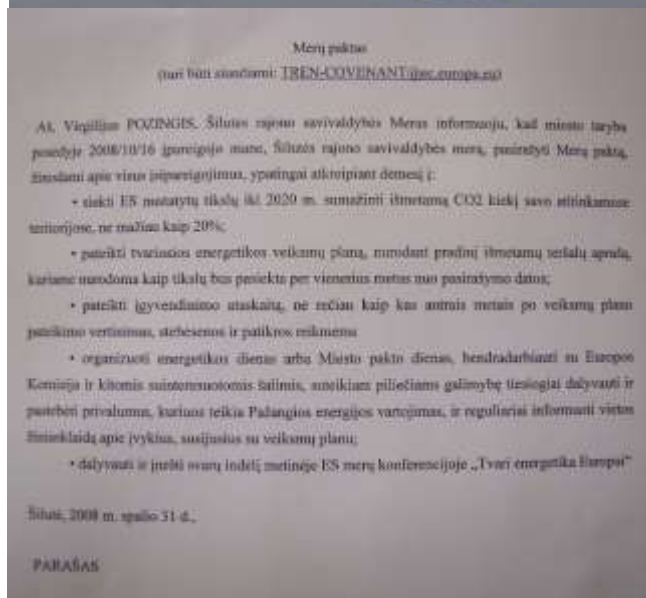 Merų paktas
(turi būti siunčiami: TREN-COVENANT@ec.europa.eu)
Aš, Virgilijus POZINGIS, Šilutės rajono savivaldybės Meras informuoju, kad miesto taryba
posėdyje 2008/10/16 įpareigojo mane, Šilutės rajono savivaldybės merą, pasirašyti Merų paktą,
žinodami apie visus įsipareigojimus, ypatingai atkreipiant dėmesį į:
• siekti ES nustatytų tikslų iki 2020 m. sumažinti išmetamą CO2 kiekį savo atitinkamose
teritorijose, ne mažiau kaip 20%;
• pateikti tvariosios energetikos veiksmų planą, nurodant pradinį išmetamų teršalų aprašą,
kuriame nurodoma kaip tikslų bus pasiekta per vienerius metus nuo pasirašymo datos;
• pateikti įgyvendinimo ataskaitą, ne rečiau kaip kas antrais metais po veiksmų plano
pateikimo vertinimui, stebėsenos ir patikros reikmėms
• organizuoti energetikos dienas arba Miesto pakto dienas, bendradarbiauti su Europos
Komisija ir kitomis suinteresuotomis šalimis, suteikiant piliečiams galimybę tiesiogiai dalyvauti ir
pastebėti privalumus, kuriuos teikia Pažangios energijos vartojimas, ir reguliariai informuoti vietos
žiniasklaidą apie įvykius, susijusius su veiksmų planu;
• dalyvauti ir įnešti svarų indėlį metinėje ES merų konferencijoje „Tvari energetika Europai"
Šilutė, 2008 m. spalio 31 d.,
PARAŠAS